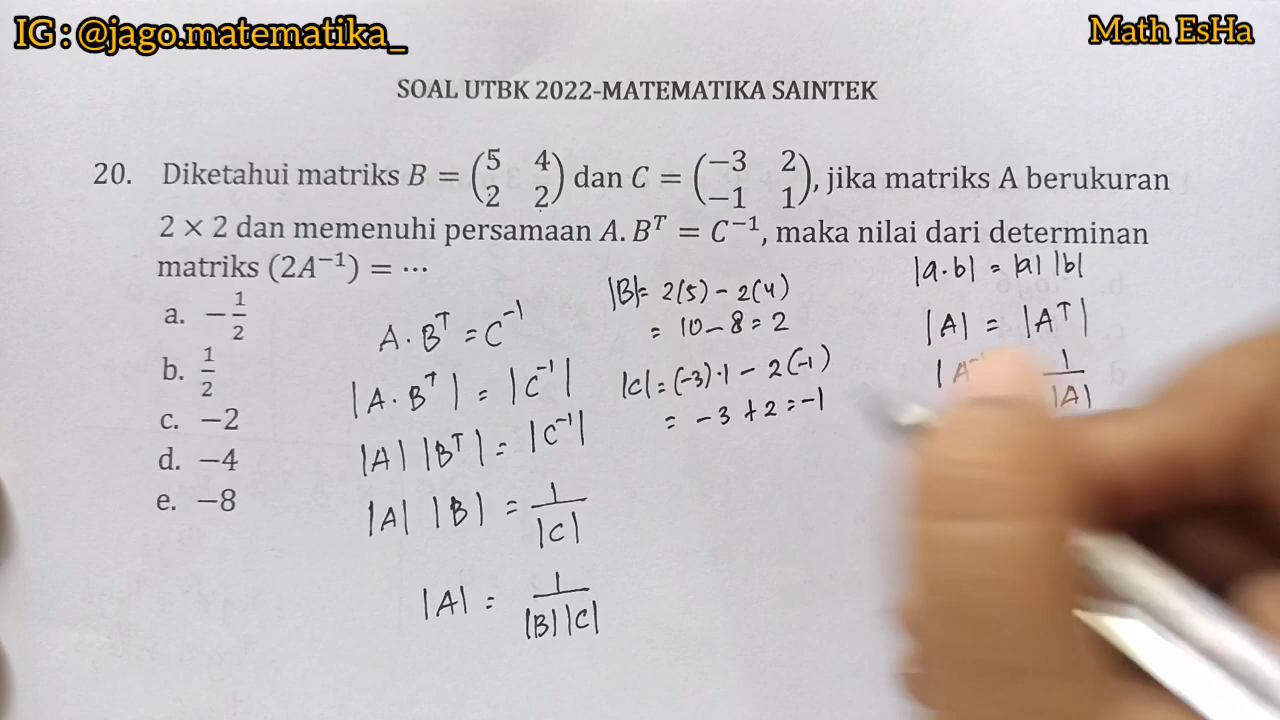 IG : @jago.matematika_
Math EsHa
SOAL UTBK 2022-MATEMATIKA SAINTEK
20. Diketahui matriks B = (5 4; 2 2) dan C = (−3 2; −1 1), jika matriks A berukuran
2 × 2 dan memenuhi persamaan A. B^T = C^−1, maka nilai dari determinan
matriks (2A^−1) = ⋯
a. −1/2
b. 1/2
c. −2
d. −4
e. −8
A · B^T = C^-1
|A · B^T| = |C^-1|
|A| |B^T| = |C^-1|
|A| |B| = 1/|C|
|A| = 1/|B||C|
|B| = 2(5) − 2(4)
= 10 − 8 = 2
|C| = (−3)·1 − 2(−1)
= −3 + 2 = −1
|a·b| = |a| |b|
|A| = |A^T|
|A^-1 1/|A|